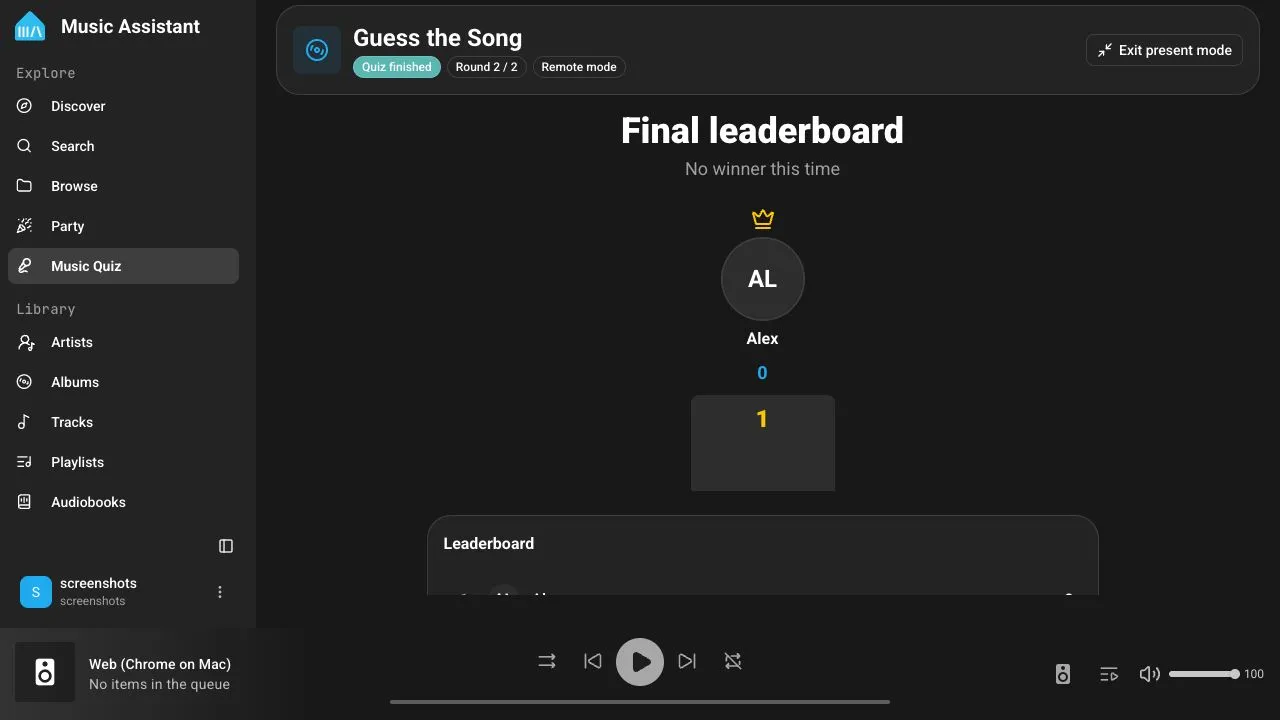 Music Assistant
Explore
Discover
Search
Browse
Party
Music Quiz
Library
Artists
Albums
Tracks
Playlists
Audiobooks
S
screenshots
screenshots
Guess the Song
Quiz finished
Round 2 / 2
Remote mode
Exit present mode
Final leaderboard
No winner this time
AL
Alex
0
1
Leaderboard
Web (Chrome on Mac)
No items in the queue
100